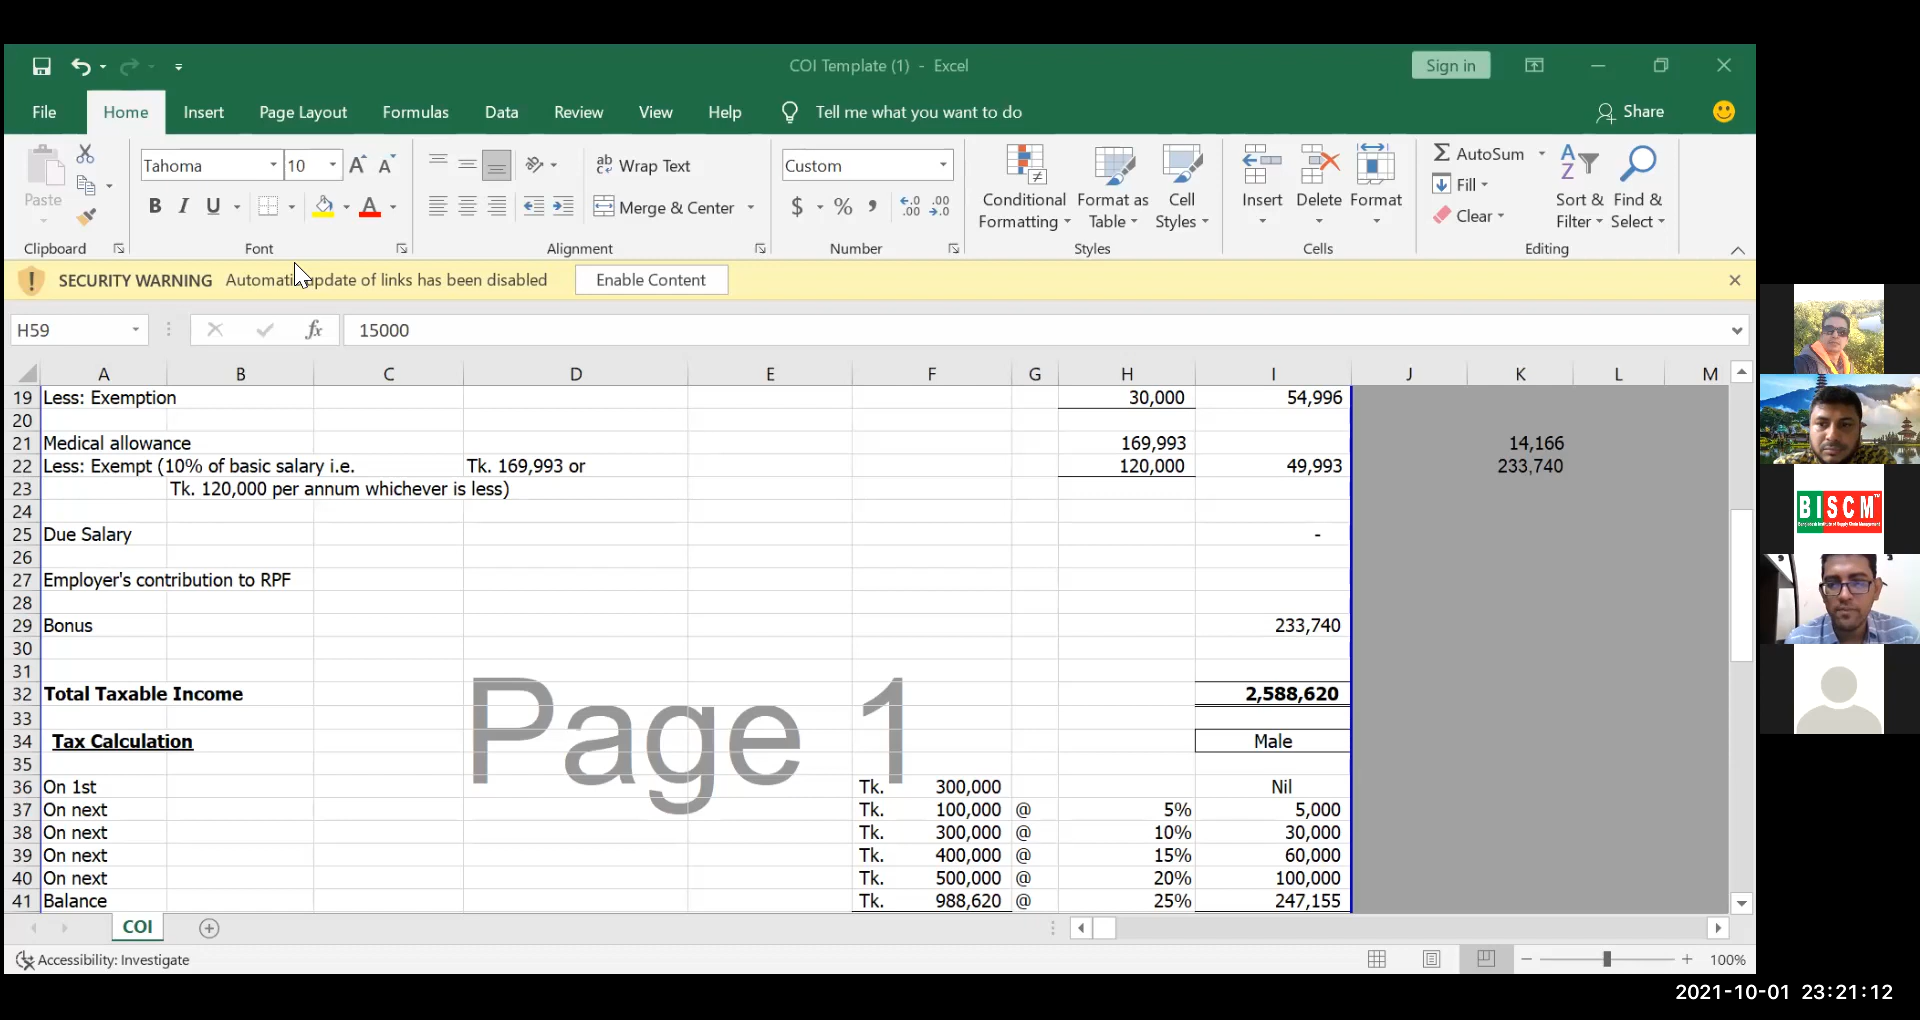 COI Template (1) - Excel
Sign in
File Home Insert Page Layout Formulas Data Review View Help Tell me what you want to do Share
Paste
Clipboard
Tahoma 10
B I U
Font
Wrap Text
Merge & Center
Alignment
Custom
$ % ,
Number
Conditional Formatting
Format as Table
Cell Styles
Styles
Insert Delete Format
Cells
AutoSum
Fill
Clear
Sort & Filter
Find & Select
Editing
SECURITY WARNING Automatic update of links has been disabled Enable Content
H59 fx 15000
A B C D E F G H I J K L M
19 Less: Exemption 30,000 54,996
20
21 Medical allowance 169,993 14,166
22 Less: Exempt (10% of basic salary i.e. Tk. 169,993 or 120,000 49,993 233,740
23 Tk. 120,000 per annum whichever is less)
24
25 Due Salary -
26
27 Employer's contribution to RPF
28
29 Bonus 233,740
30
31
32 Total Taxable Income 2,588,620
33
34 Tax Calculation Male
35
36 On 1st Tk. 300,000 Nil
37 On next Tk. 100,000 @ 5% 5,000
38 On next Tk. 300,000 @ 10% 30,000
39 On next Tk. 400,000 @ 15% 60,000
40 On next Tk. 500,000 @ 20% 100,000
41 Balance Tk. 988,620 @ 25% 247,155
Page 1
COI
Accessibility: Investigate
100%
BISCM
Bangladesh Institute of Supply Chain Management
2021-10-01 23:21:12